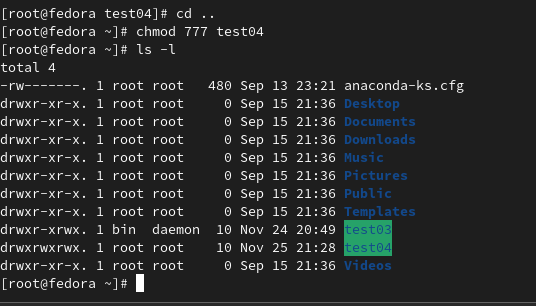 [root@fedora test04]# cd ..
[root@fedora ~]# chmod 777 test04
[root@fedora ~]# ls -l
total 4
-rw-------. 1 root root   480 Sep 13 23:21 anaconda-ks.cfg
drwxr-xr-x. 1 root root     0 Sep 15 21:36 Desktop
drwxr-xr-x. 1 root root     0 Sep 15 21:36 Documents
drwxr-xr-x. 1 root root     0 Sep 15 21:36 Downloads
drwxr-xr-x. 1 root root     0 Sep 15 21:36 Music
drwxr-xr-x. 1 root root     0 Sep 15 21:36 Pictures
drwxr-xr-x. 1 root root     0 Sep 15 21:36 Public
drwxr-xr-x. 1 root root     0 Sep 15 21:36 Templates
drwxr-xrwx. 1 bin  daemon  10 Nov 24 20:49 test03
drwxrwxrwx. 1 root root    10 Nov 25 21:28 test04
drwxr-xr-x. 1 root root     0 Sep 15 21:36 Videos
[root@fedora ~]#